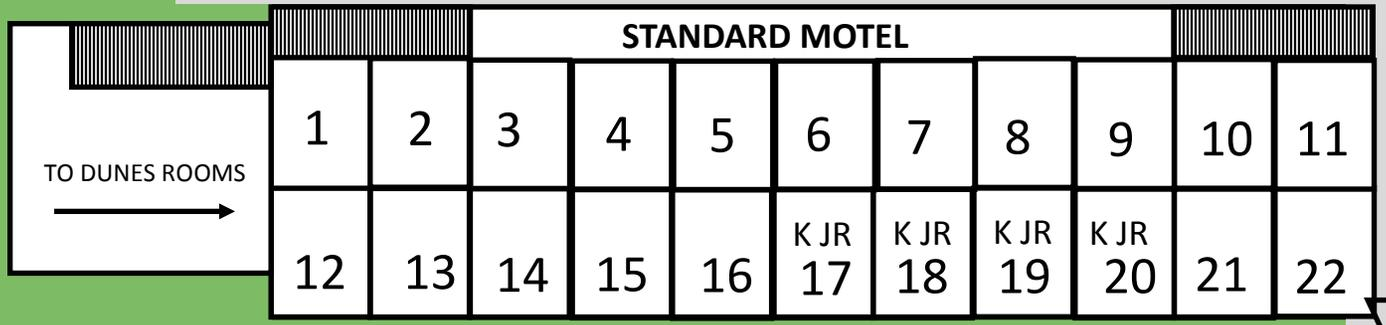 STANDARD MOTEL
1 2 3 4 5 6 7 8 9 10 11
TO DUNES ROOMS
K JR K JR K JR K JR
12 13 14 15 16 17 18 19 20 21 22